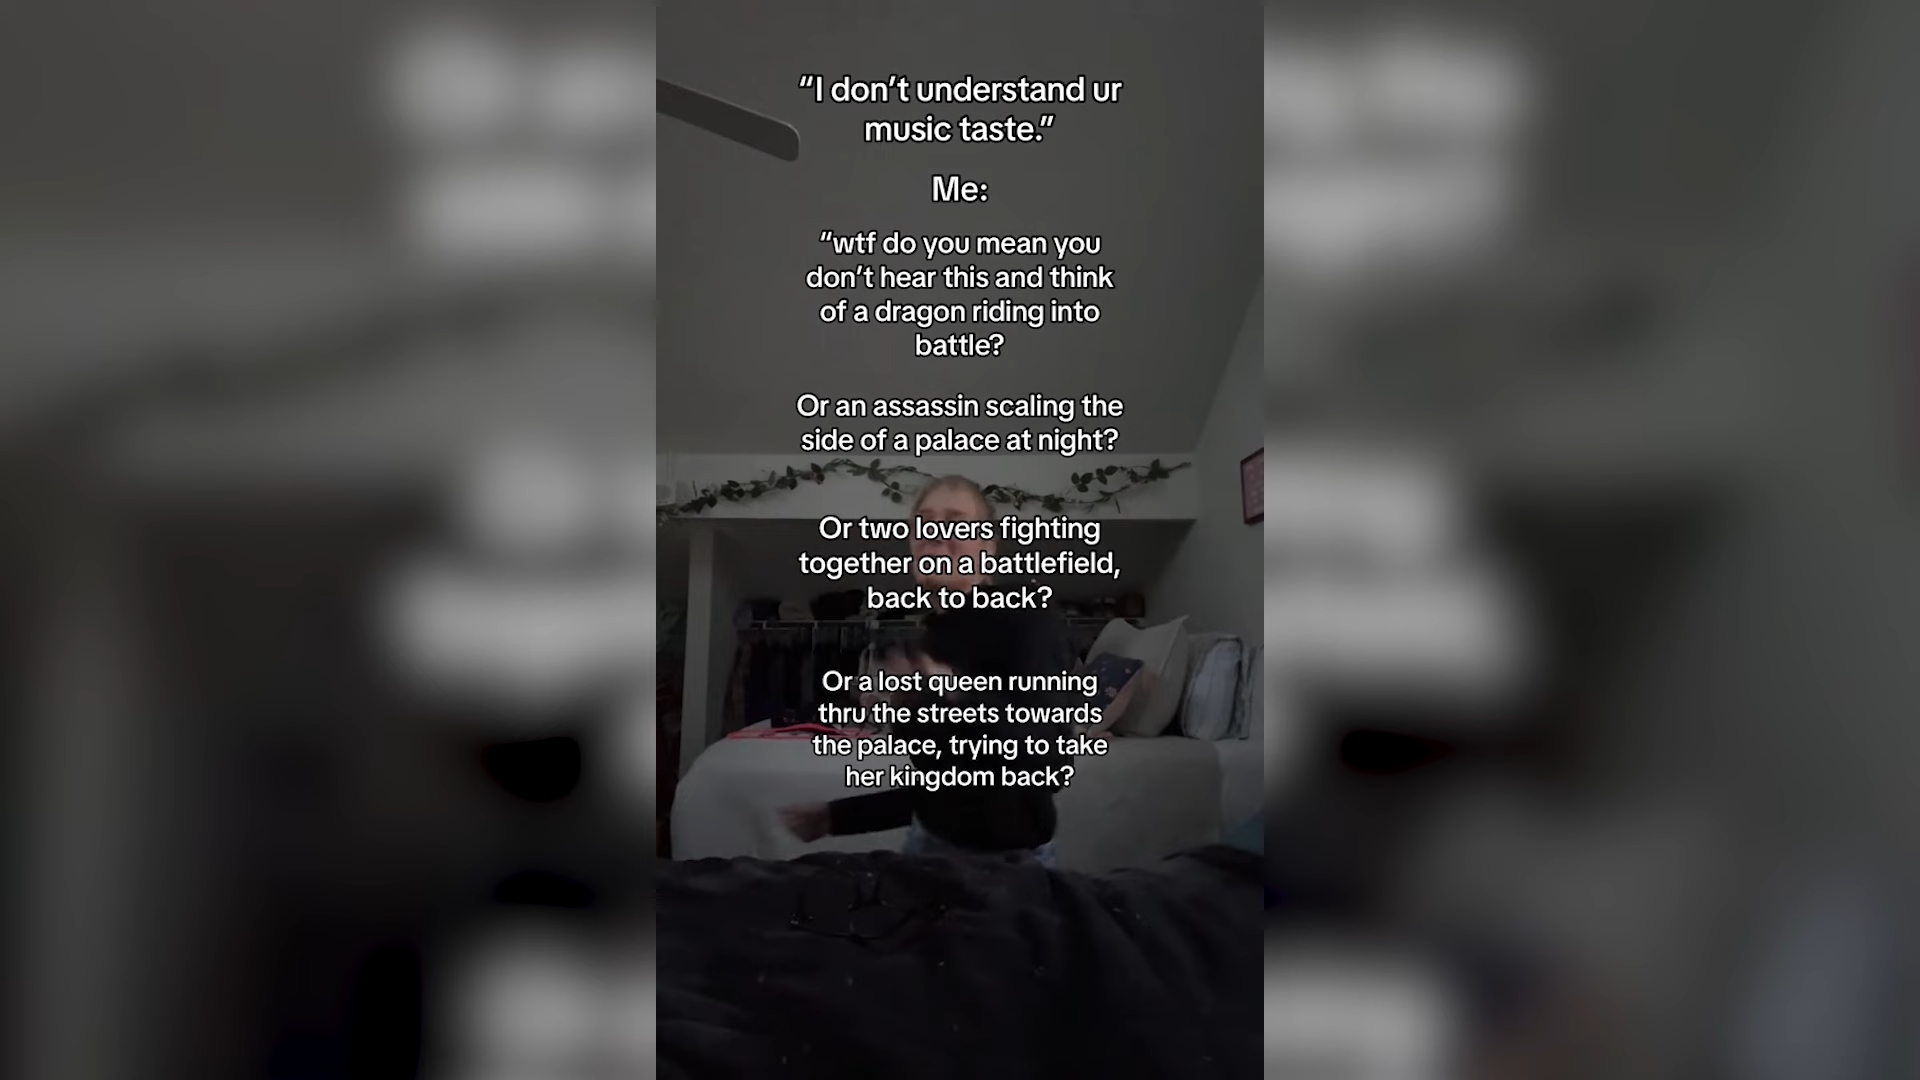 “I don’t understand ur
music taste.”
Me:
“wtf do you mean you
don’t hear this and think
of a dragon riding into
battle?
Or an assassin scaling the
side of a palace at night?
Or two lovers fighting
together on a battlefield,
back to back?
Or a lost queen running
thru the streets towards
the palace, trying to take
her kingdom back?